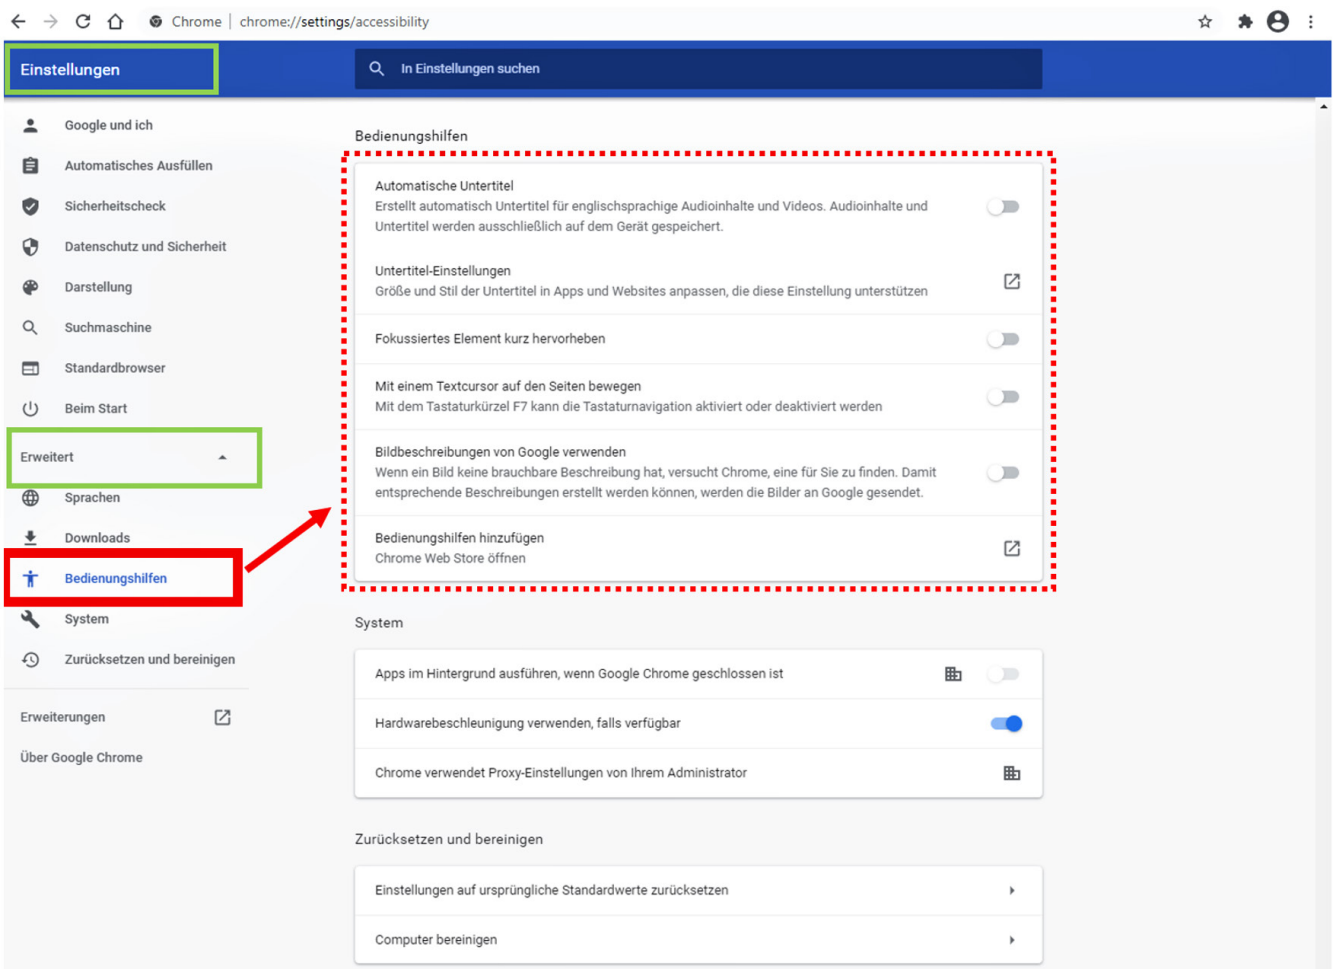 Chrome | chrome://settings/accessibility
Einstellungen
In Einstellungen suchen
Google und ich
Automatisches Ausfüllen
Sicherheitscheck
Datenschutz und Sicherheit
Darstellung
Suchmaschine
Standardbrowser
Beim Start
Erweitert
Sprachen
Downloads
Bedienungshilfen
System
Zurücksetzen und bereinigen
Erweiterungen
Über Google Chrome
Bedienungshilfen
Automatische Untertitel
Erstellt automatisch Untertitel für englischsprachige Audioinhalte und Videos. Audioinhalte und
Untertitel werden ausschließlich auf dem Gerät gespeichert.
Untertitel-Einstellungen
Größe und Stil der Untertitel in Apps und Websites anpassen, die diese Einstellung unterstützen
Fokussiertes Element kurz hervorheben
Mit einem Textcursor auf den Seiten bewegen
Mit dem Tastaturkürzel F7 kann die Tastaturnavigation aktiviert oder deaktiviert werden
Bildbeschreibungen von Google verwenden
Wenn ein Bild keine brauchbare Beschreibung hat, versucht Chrome, eine für Sie zu finden. Damit
entsprechende Beschreibungen erstellt werden können, werden die Bilder an Google gesendet.
Bedienungshilfen hinzufügen
Chrome Web Store öffnen
System
Apps im Hintergrund ausführen, wenn Google Chrome geschlossen ist
Hardwarebeschleunigung verwenden, falls verfügbar
Chrome verwendet Proxy-Einstellungen von Ihrem Administrator
Zurücksetzen und bereinigen
Einstellungen auf ursprüngliche Standardwerte zurücksetzen
Computer bereinigen